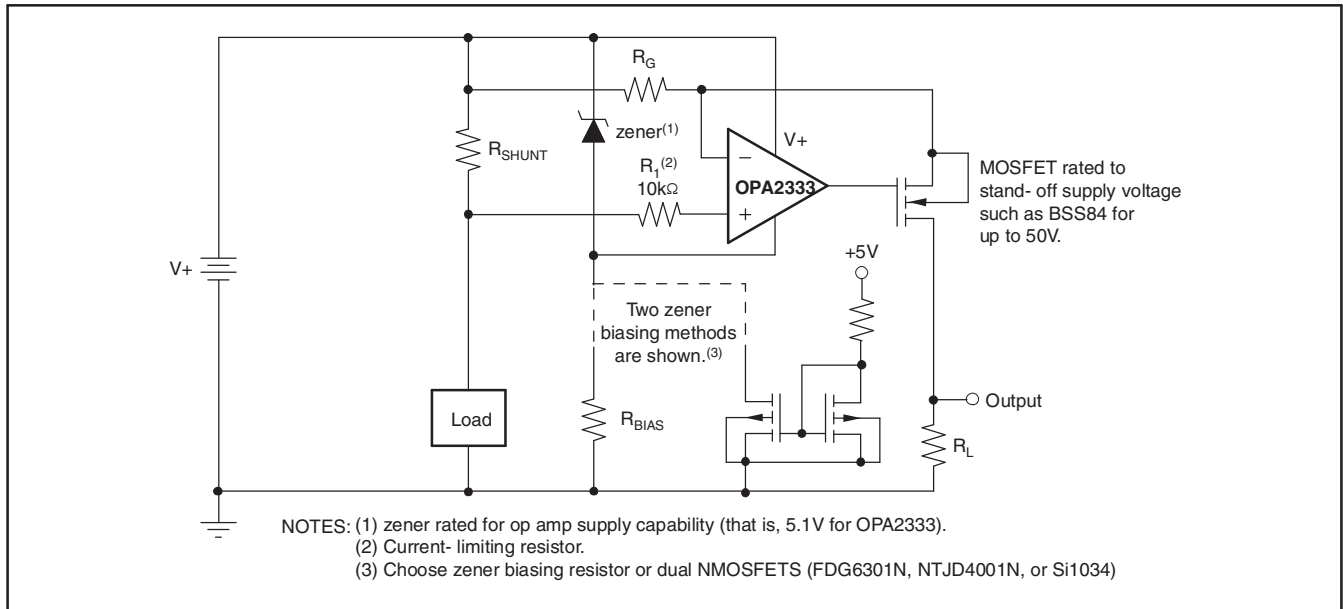 R_G
zener(1)
V+
R_SHUNT
R_1(2)
10kΩ
−
OPA2333
+
MOSFET rated to
stand- off supply voltage
such as BSS84 for
up to 50V.
V+
+5V
Two zener
biasing methods
are shown.(3)
Load
R_BIAS
Output
R_L
NOTES: (1) zener rated for op amp supply capability (that is, 5.1V for OPA2333).
(2) Current- limiting resistor.
(3) Choose zener biasing resistor or dual NMOSFETS (FDG6301N, NTJD4001N, or Si1034)